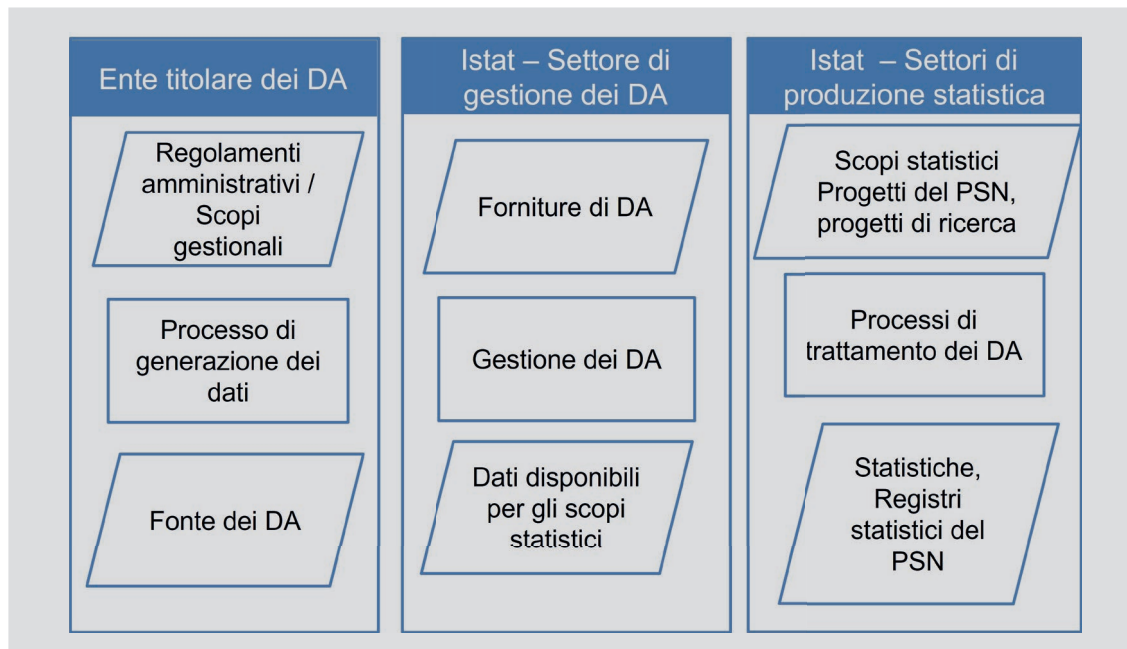 Ente titolare dei DA
Regolamenti
amministrativi /
Scopi
gestionali
Processo di
generazione dei
dati
Fonte dei DA
Istat – Settore di
gestione dei DA
Forniture di DA
Gestione dei DA
Dati disponibili
per gli scopi
statistici
Istat – Settori di
produzione statistica
Scopi statistici
Progetti del PSN,
progetti di ricerca
Processi di
trattamento dei DA
Statistiche,
Registri
statistici del
PSN